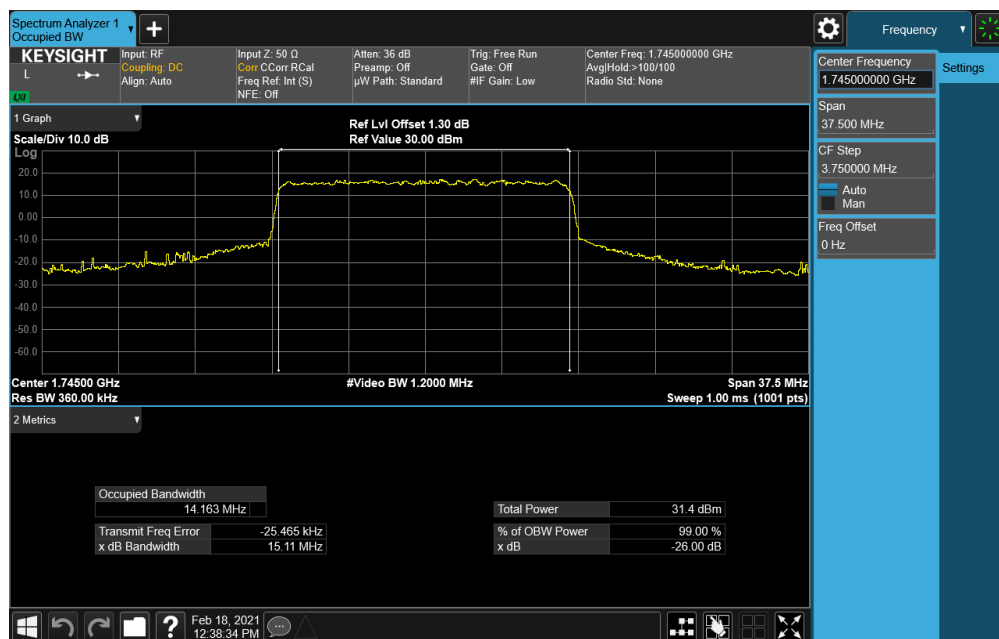 Spectrum Analyzer 1
Occupied BW
Frequency
KEYSIGHT
L
LXI
Input: RF
Coupling: DC
Align: Auto
Input Z: 50 Ω
Corr CCorr RCal
Freq Ref: Int (S)
NFE: Off
Atten: 36 dB
Preamp: Off
µW Path: Standard
Trig: Free Run
Gate: Off
#IF Gain: Low
Center Freq: 1.745000000 GHz
Avg|Hold:>100/100
Radio Std: None
Center Frequency
1.745000000 GHz
Settings
Span
37.500 MHz
CF Step
3.750000 MHz
Auto
Man
Freq Offset
0 Hz
1 Graph
Scale/Div 10.0 dB
Ref Lvl Offset 1.30 dB
Ref Value 30.00 dBm
Log
20.0
10.0
0.00
-10.0
-20.0
-30.0
-40.0
-50.0
-60.0
Center 1.74500 GHz
#Video BW 1.2000 MHz
Span 37.5 MHz
Res BW 360.00 kHz
Sweep 1.00 ms (1001 pts)
2 Metrics
Occupied Bandwidth
14.163 MHz
Transmit Freq Error -25.465 kHz
x dB Bandwidth 15.11 MHz
Total Power 31.4 dBm
% of OBW Power 99.00 %
x dB -26.00 dB
?
Feb 18, 2021
12:38:34 PM